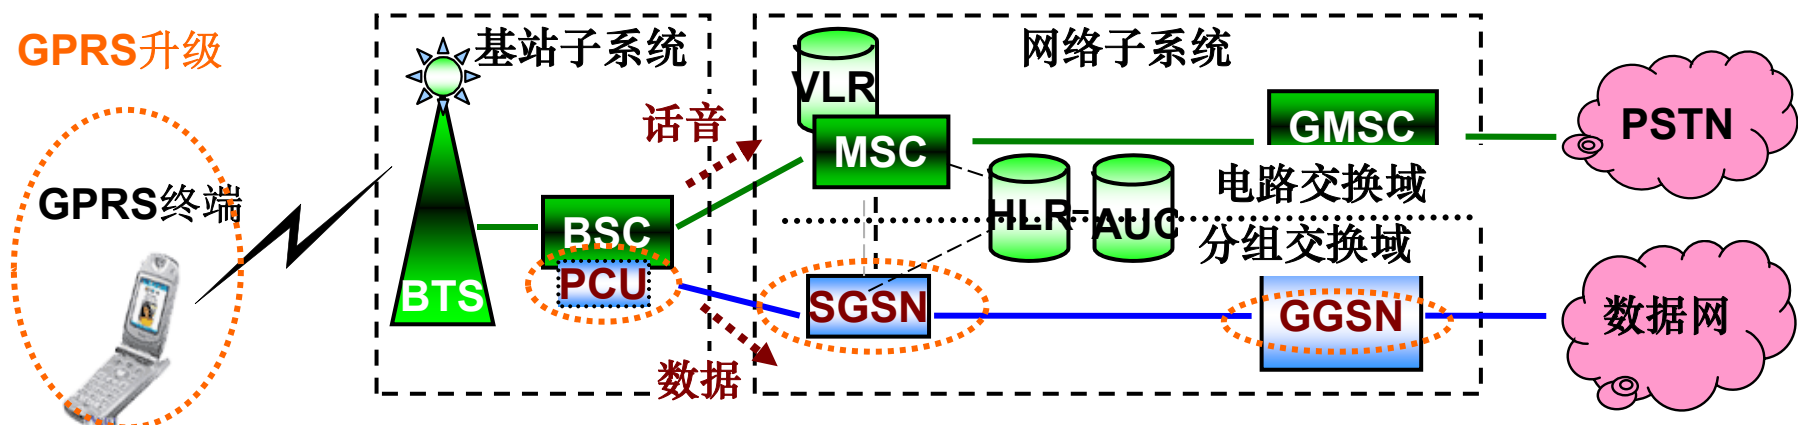 GPRS升级
基站子系统
网络子系统
VLR
话音
MSC
GMSC
PSTN
GPRS终端
电路交换域
BSC
HLR
AUC
分组交换域
PCU
BTS
SGSN
GGSN
数据网
数据